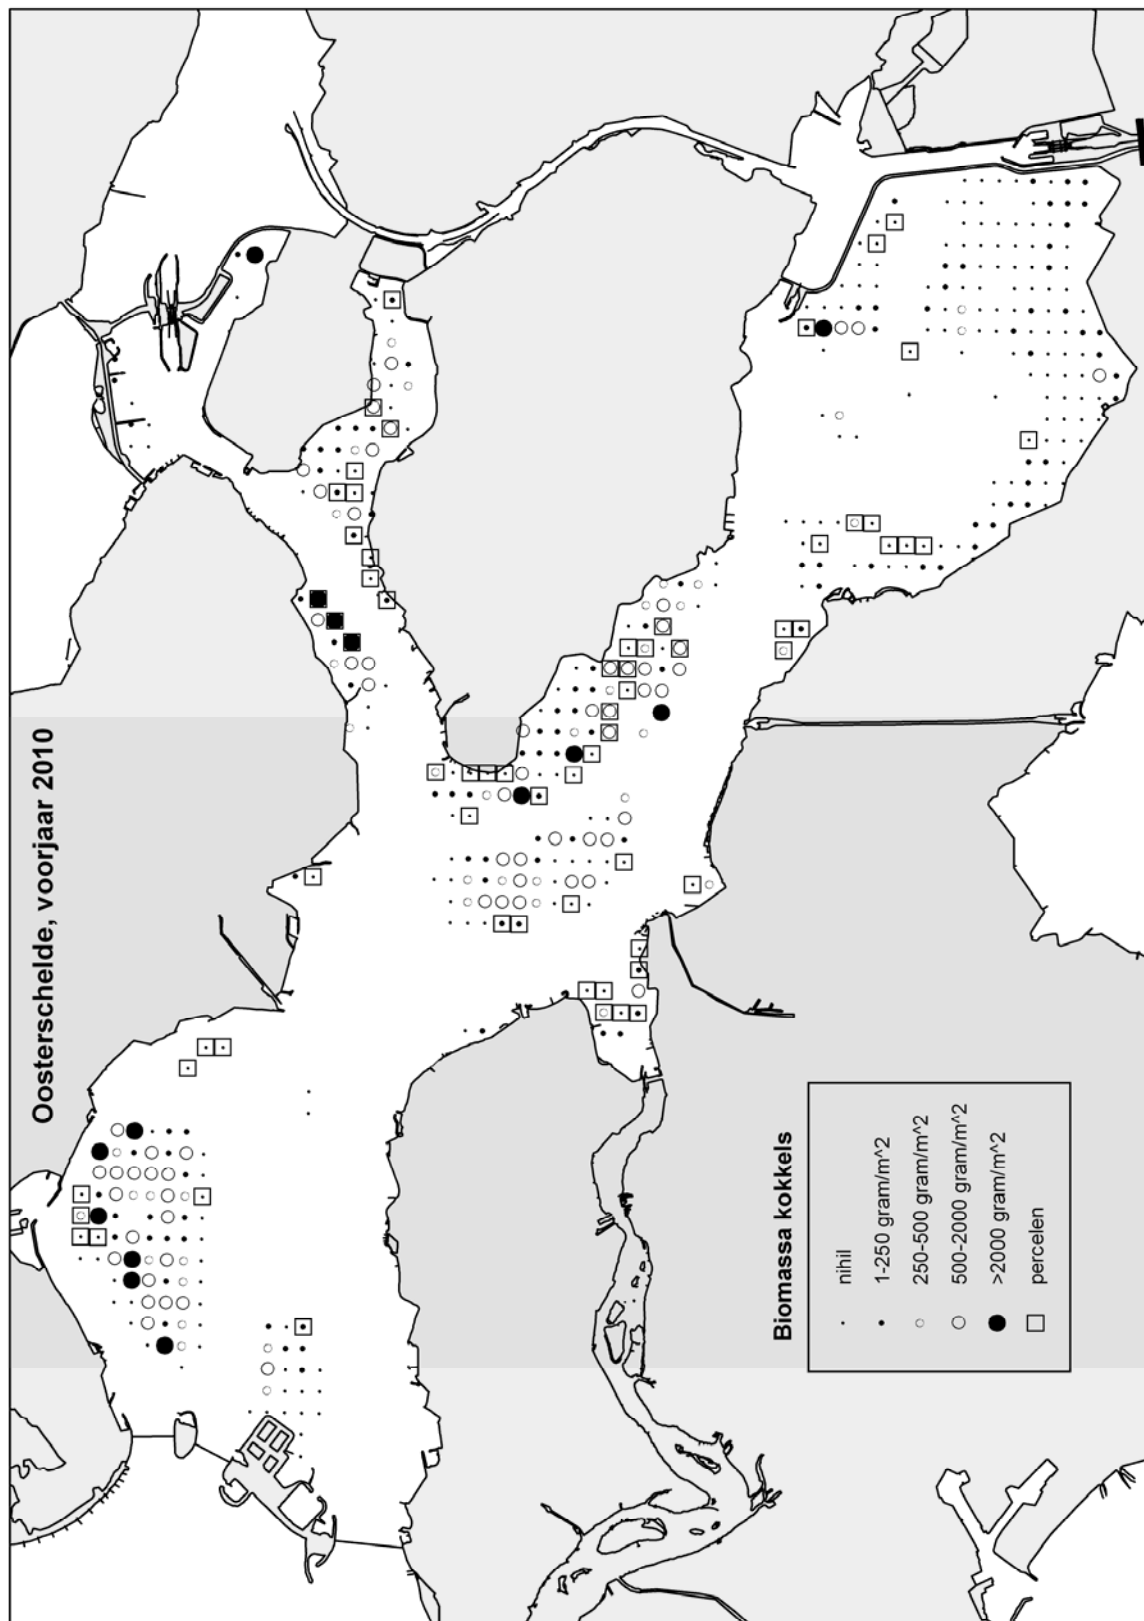 Oosterschelde, voorjaar 2010
Biomassa kokkels
nihil
1-250 gram/m^2
250-500 gram/m^2
500-2000 gram/m^2
>2000 gram/m^2
percelen